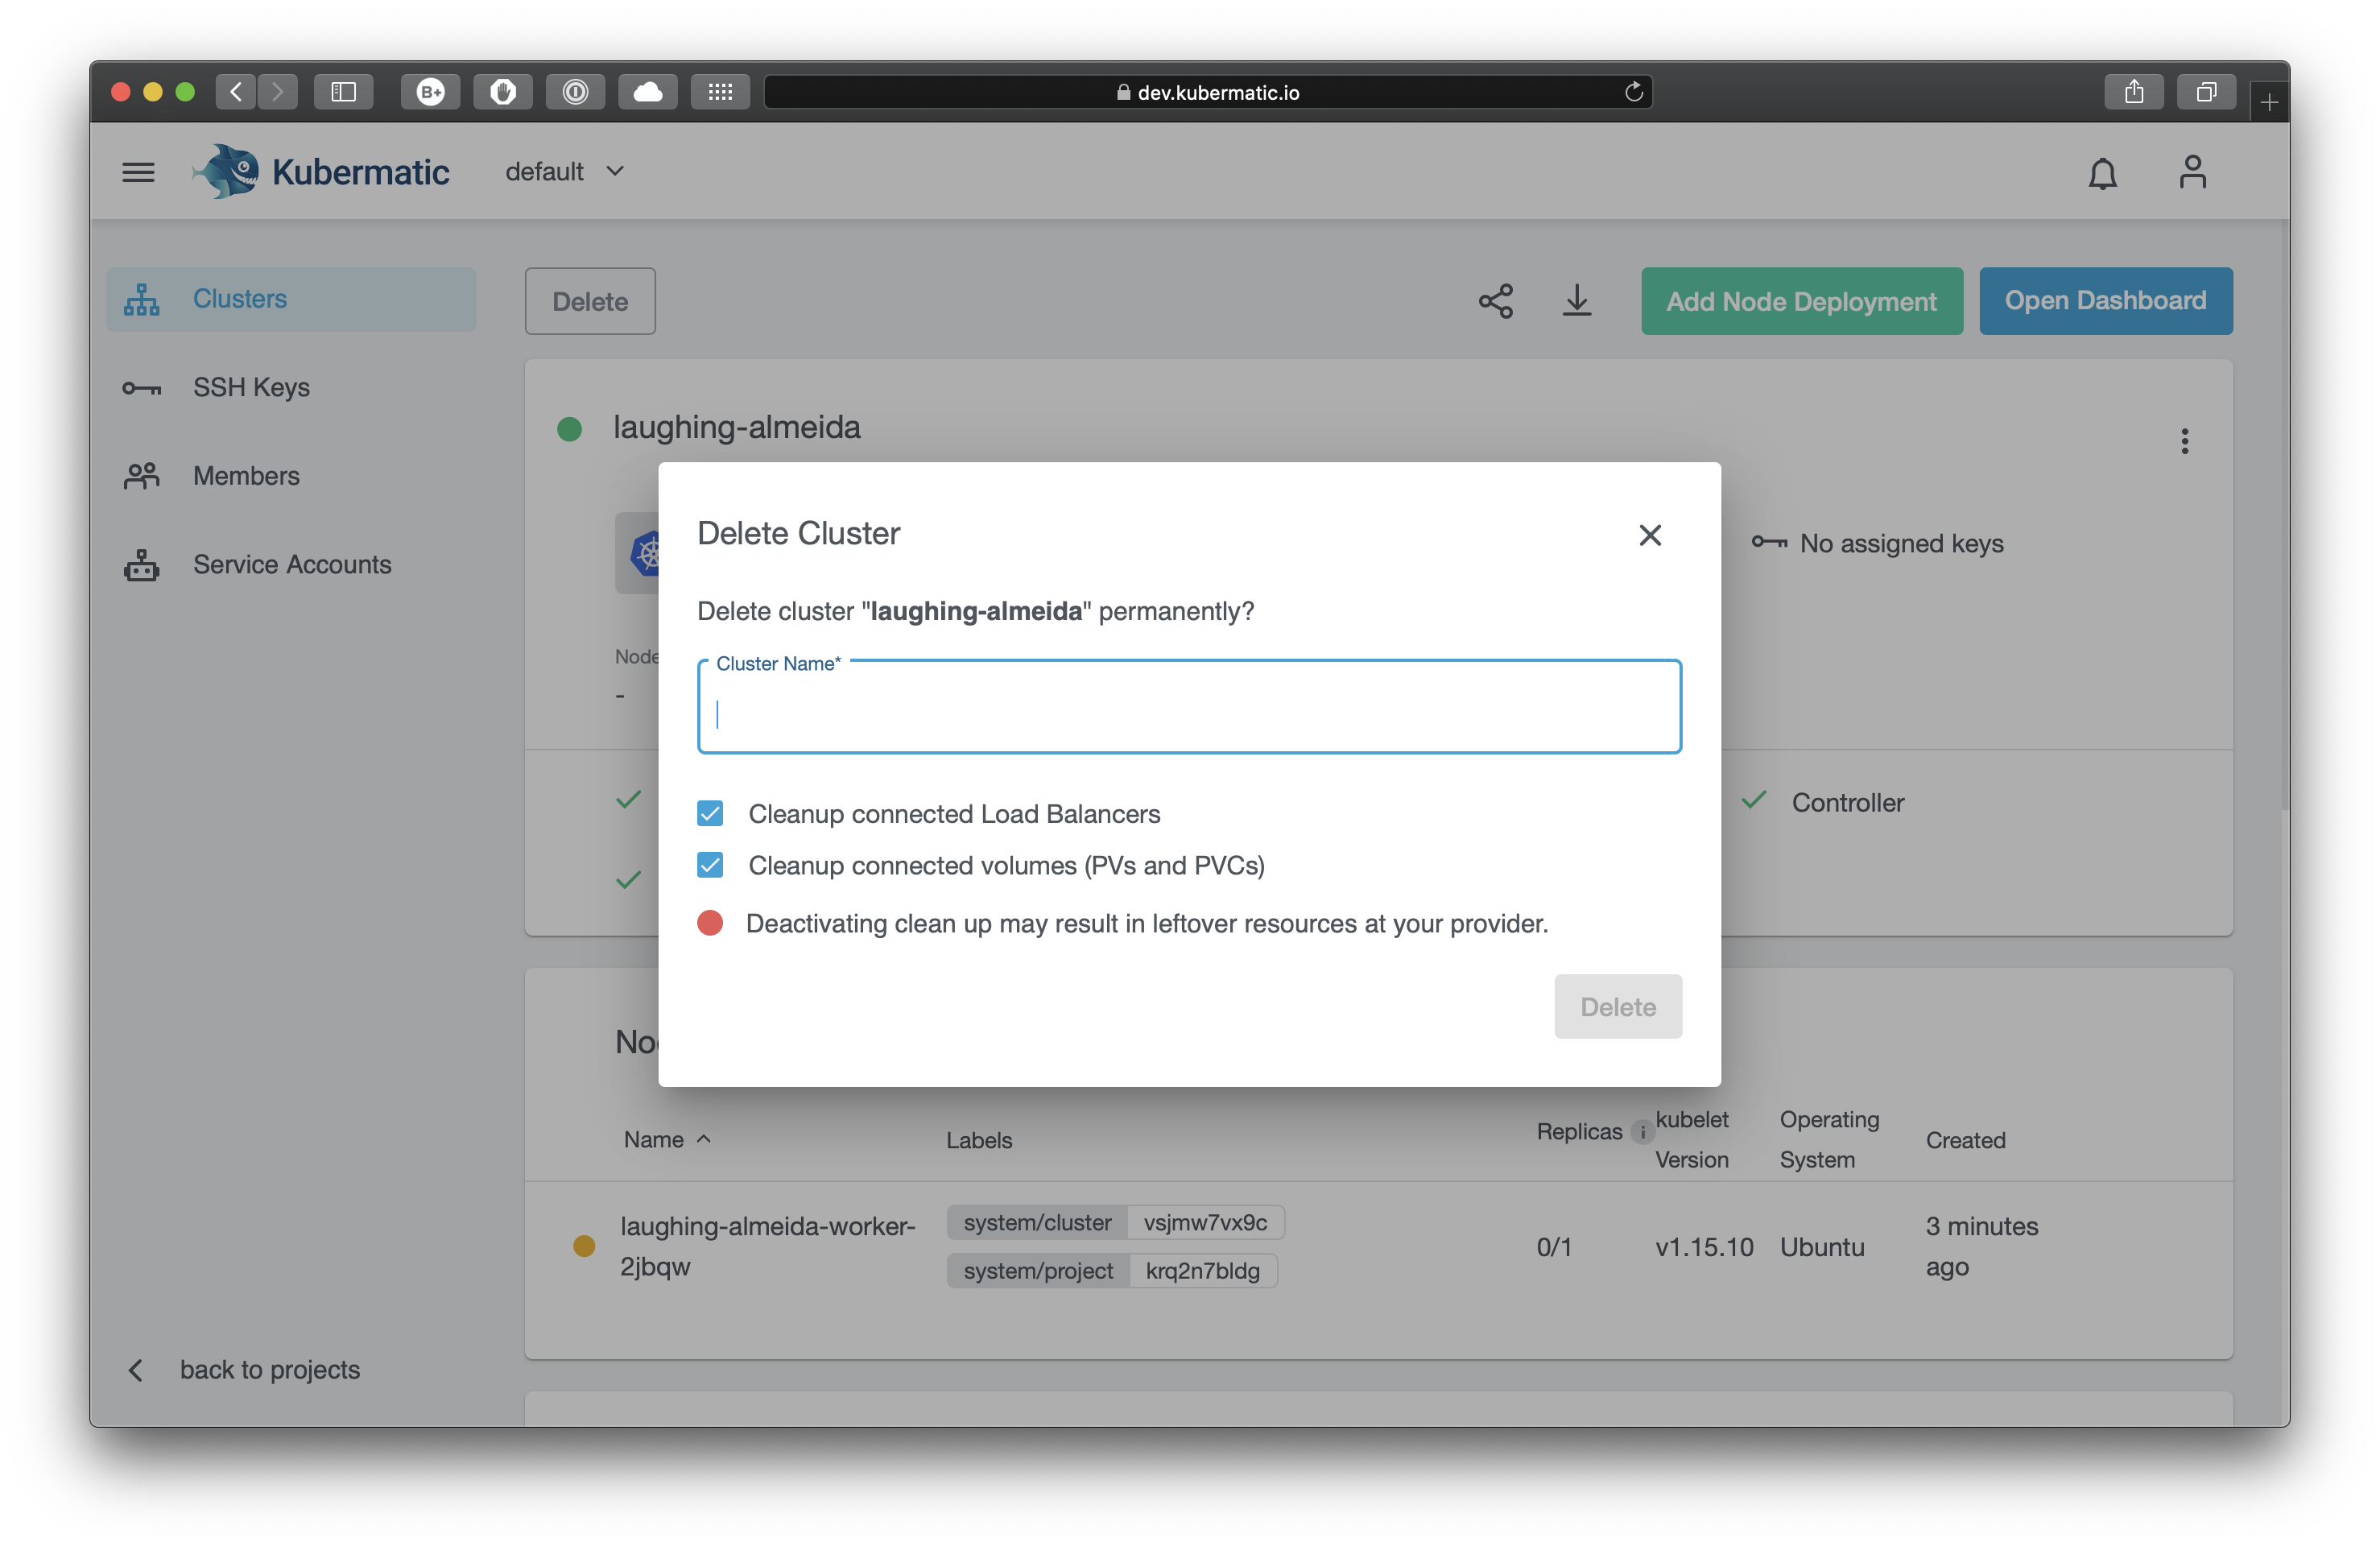 B+
dev.kubermatic.io
Kubermatic
default
Clusters
SSH Keys
Members
Service Accounts
back to projects
Delete
Add Node Deployment
Open Dashboard
laughing-almeida
No assigned keys
Node
-
Controller
Delete Cluster
Delete cluster "laughing-almeida" permanently?
Cluster Name*
Cleanup connected Load Balancers
Cleanup connected volumes (PVs and PVCs)
Deactivating clean up may result in leftover resources at your provider.
Delete
Name
Labels
Replicas
kubelet
Version
Operating
System
Created
laughing-almeida-worker-
2jbqw
system/cluster vsjmw7vx9c
system/project krq2n7bldg
0/1
v1.15.10
Ubuntu
3 minutes
ago